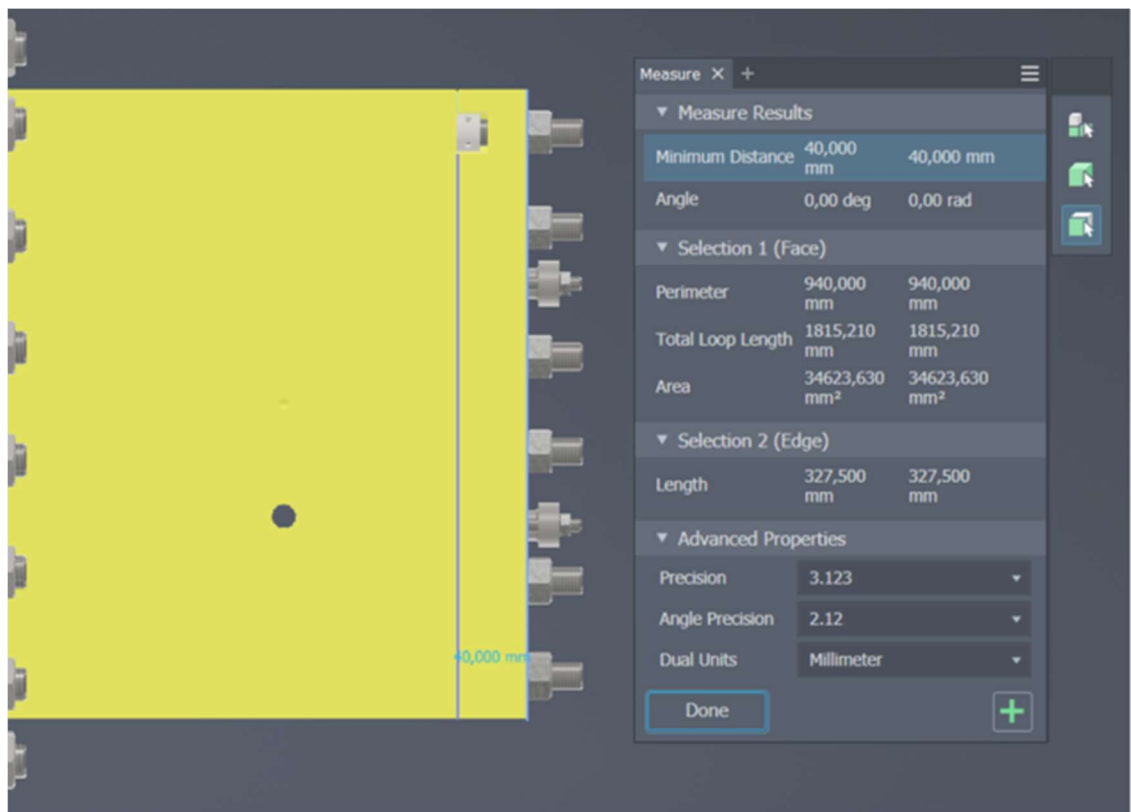 Measure
Measure Results
Minimum Distance 40,000 mm 40,000 mm
Angle 0,00 deg 0,00 rad
Selection 1 (Face)
Perimeter 940,000 mm 940,000 mm
Total Loop Length 1815,210 mm 1815,210 mm
Area 34623,630 mm² 34623,630 mm²
Selection 2 (Edge)
Length 327,500 mm 327,500 mm
Advanced Properties
Precision 3.123
Angle Precision 2.12
Dual Units Millimeter
Done
40,000 mm